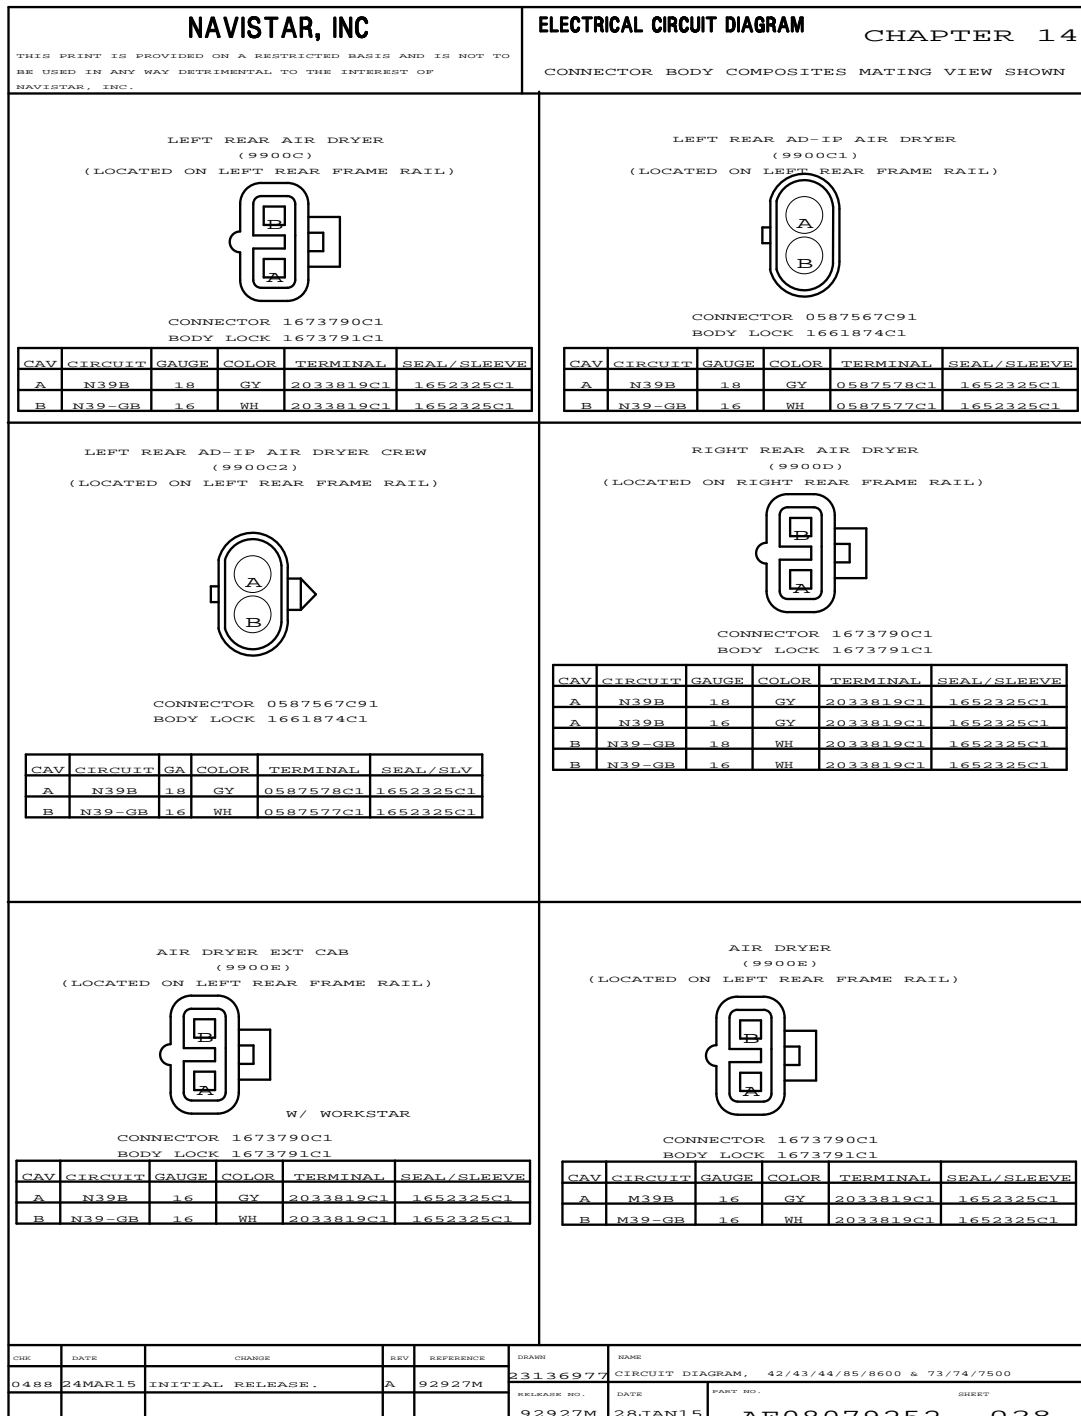 NAVISTAR, INC
THIS PRINT IS PROVIDED ON A RESTRICTED BASIS AND IS NOT TO
BE USED IN ANY WAY DETRIMENTAL TO THE INTEREST OF
NAVISTAR, INC.
ELECTRICAL CIRCUIT DIAGRAM
CHAPTER 14
CONNECTOR BODY COMPOSITES MATING VIEW SHOWN
LEFT REAR AIR DRYER
(9900C)
(LOCATED ON LEFT REAR FRAME RAIL)
B
A
CONNECTOR 1673790C1
BODY LOCK 1673791C1
CAV CIRCUIT GAUGE COLOR TERMINAL SEAL/SLEEVE
A N39B 18 GY 2033819C1 1652325C1
B N39-GB 16 WH 2033819C1 1652325C1
LEFT REAR AD-IP AIR DRYER
(9900C1)
(LOCATED ON LEFT REAR FRAME RAIL)
A
B
CONNECTOR 0587567C91
BODY LOCK 1661874C1
CAV CIRCUIT GAUGE COLOR TERMINAL SEAL/SLEEVE
A N39B 18 GY 0587578C1 1652325C1
B N39-GB 16 WH 0587577C1 1652325C1
LEFT REAR AD-IP AIR DRYER CREW
(9900C2)
(LOCATED ON LEFT REAR FRAME RAIL)
A
B
CONNECTOR 0587567C91
BODY LOCK 1661874C1
CAV CIRCUIT GA COLOR TERMINAL SEAL/SLV
A N39B 18 GY 0587578C1 1652325C1
B N39-GB 16 WH 0587577C1 1652325C1
RIGHT REAR AIR DRYER
(9900D)
(LOCATED ON RIGHT REAR FRAME RAIL)
B
A
CONNECTOR 1673790C1
BODY LOCK 1673791C1
CAV CIRCUIT GAUGE COLOR TERMINAL SEAL/SLEEVE
A N39B 18 GY 2033819C1 1652325C1
A N39B 16 GY 2033819C1 1652325C1
B N39-GB 18 WH 2033819C1 1652325C1
B N39-GB 16 WH 2033819C1 1652325C1
AIR DRYER EXT CAB
(9900E)
(LOCATED ON LEFT REAR FRAME RAIL)
B
A
W/ WORKSTAR
CONNECTOR 1673790C1
BODY LOCK 1673791C1
CAV CIRCUIT GAUGE COLOR TERMINAL SEAL/SLEEVE
A N39B 16 GY 2033819C1 1652325C1
B N39-GB 16 WH 2033819C1 1652325C1
AIR DRYER
(9900E)
(LOCATED ON LEFT REAR FRAME RAIL)
B
A
CONNECTOR 1673790C1
BODY LOCK 1673791C1
CAV CIRCUIT GAUGE COLOR TERMINAL SEAL/SLEEVE
A M39B 16 GY 2033819C1 1652325C1
B M39-GB 16 WH 2033819C1 1652325C1
CHK DATE CHANGE REV REFERENCE
0488 24MAR15 INITIAL RELEASE. A 92927M
DRAWN NAME
23136977 CIRCUIT DIAGRAM, 42/43/44/85/8600 & 73/74/7500
RELEASE NO. DATE PART NO. SHEET
92927M 28JAN15